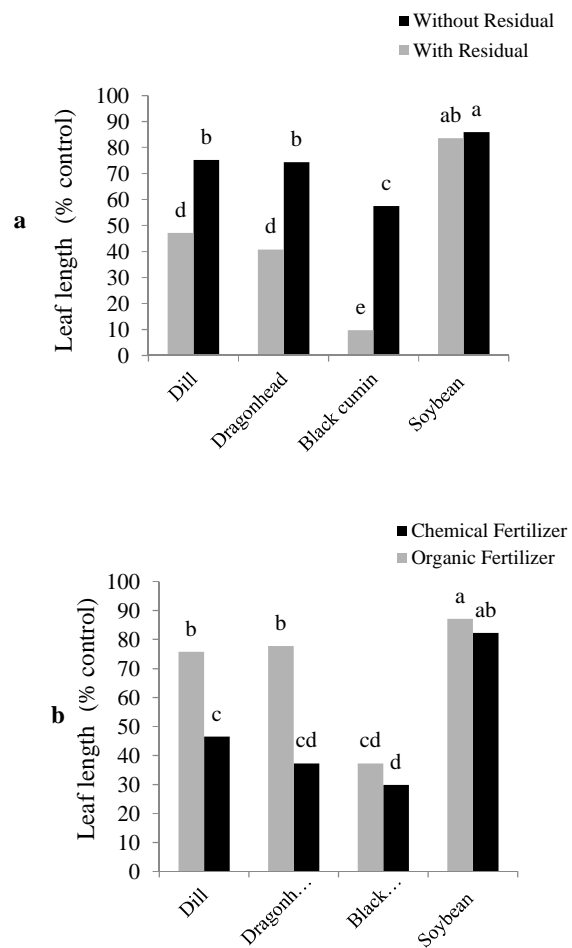 Without Residual
With Residual
a
Leaf length (% control)
100
90
80
70
60
50
40
30
20
10
0
d
b
d
b
e
c
ab
a
Dill
Dragonhead
Black cumin
Soybean
Chemical Fertilizer
Organic Fertilizer
b
Leaf length (% control)
100
90
80
70
60
50
40
30
20
10
0
b
c
b
cd
cd
d
a
ab
Dill
Dragonh…
Black…
Soybean